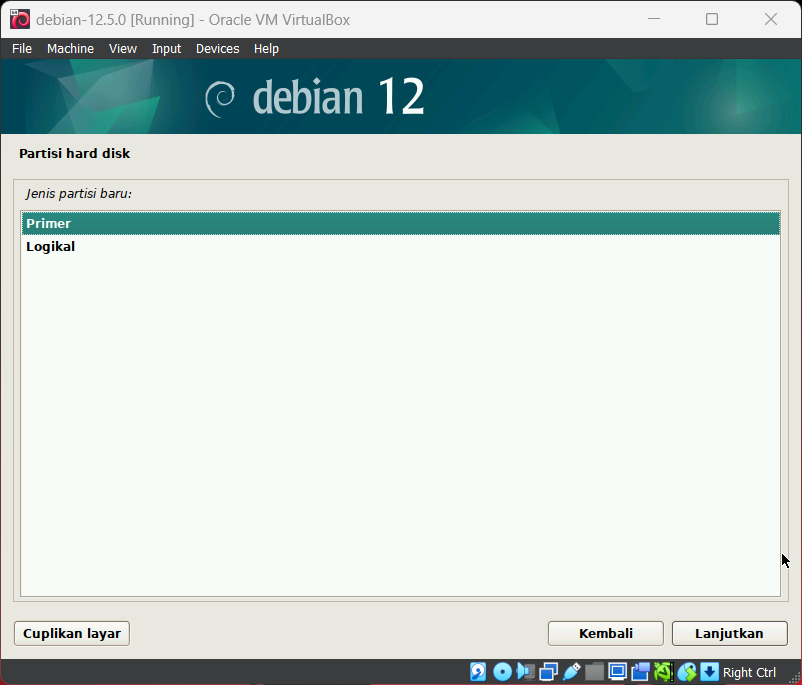 debian-12.5.0 [Running] - Oracle VM VirtualBox
File Machine View Input Devices Help
debian 12
Partisi hard disk
Jenis partisi baru:
Primer
Logikal
Cuplikan layar
Kembali
Lanjutkan
Right Ctrl